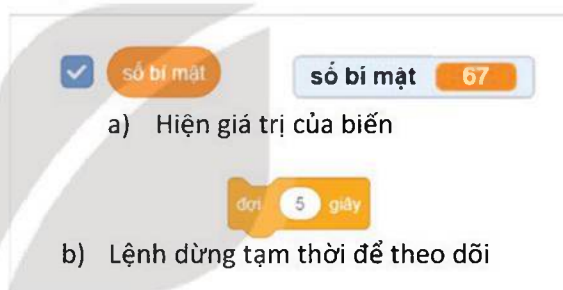 số bí mật số bí mật 67
a) Hiện giá trị của biến
đợi 5 giây
b) Lệnh dừng tạm thời để theo dõi